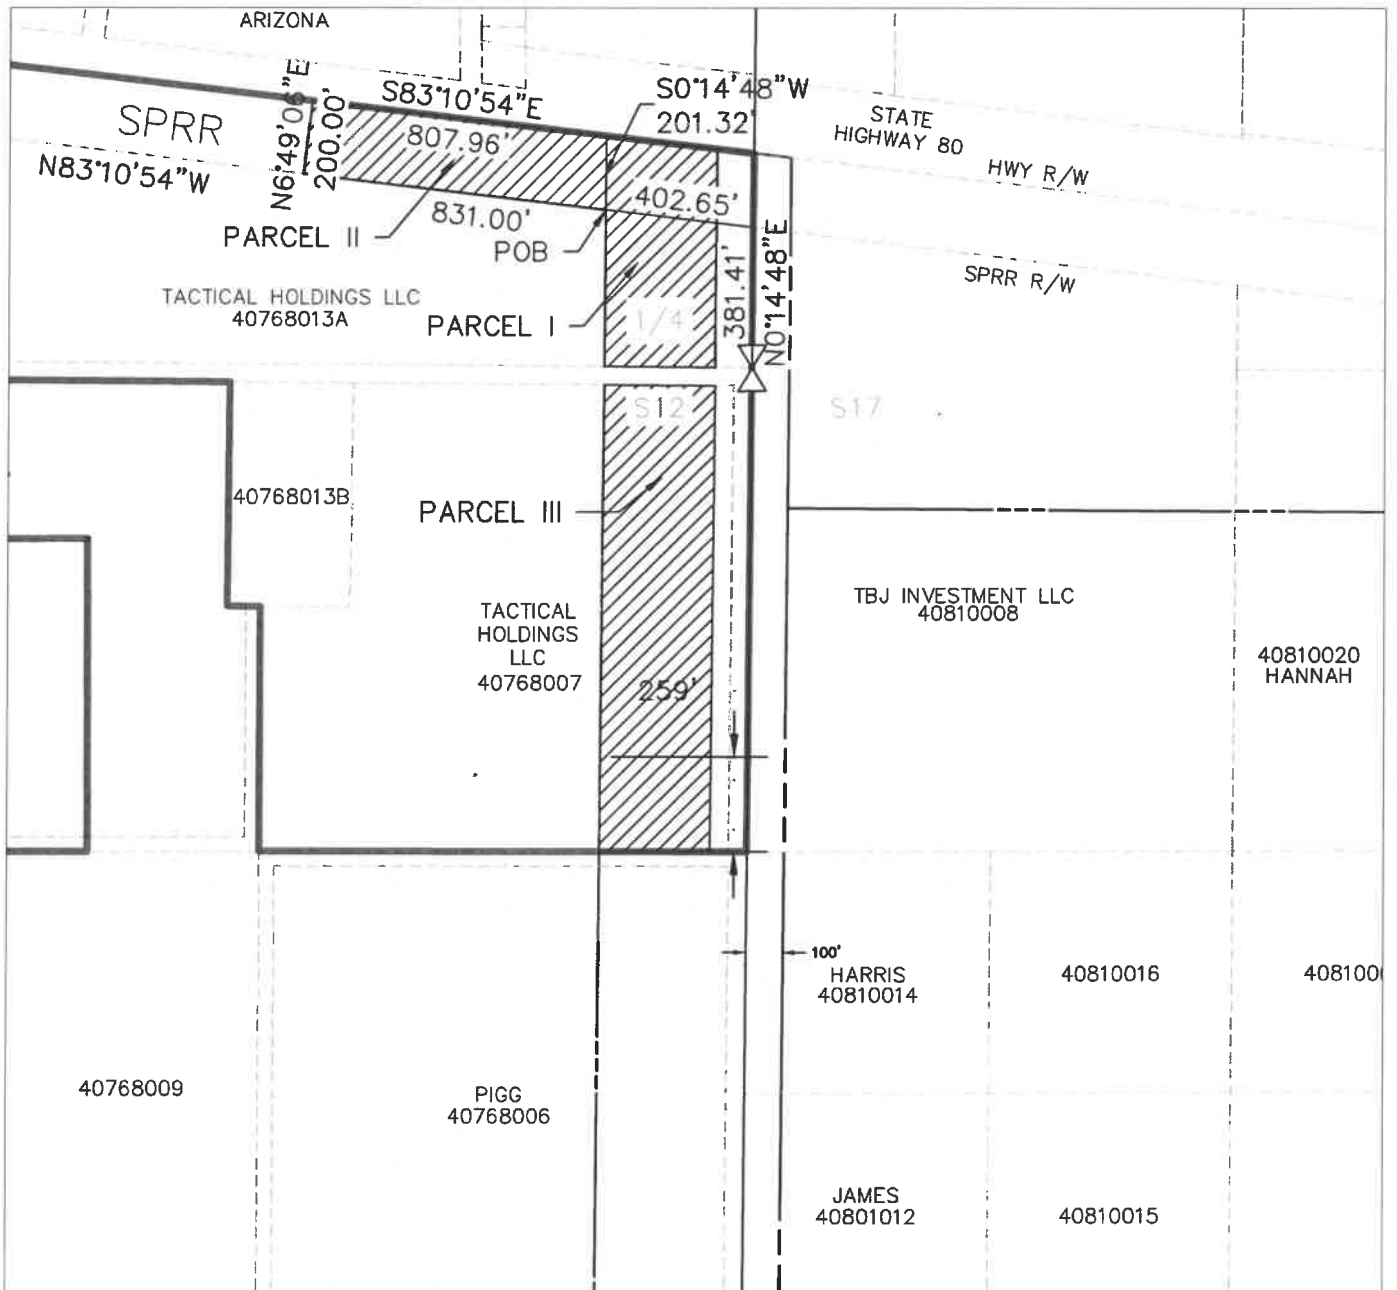 ARIZONA
S83°10'54"E
S0°14'48"W
201.32'
STATE
HIGHWAY 80
HWY R/W
SPRR
N6°49'06"E
200.00'
807.96'
N83°10'54"W
402.65'
831.00'
PARCEL II
POB
381.41'
N0°14'48"E
SPRR R/W
TACTICAL HOLDINGS LLC
40768013A
PARCEL I
1/4
S12
S17
40768013B
PARCEL III
TACTICAL
HOLDINGS
LLC
40768007
TBJ INVESTMENT LLC
40810008
40810020
HANNAH
259'
100'
HARRIS
40810014
40810016
408100
40768009
PIGG
40768006
JAMES
40801012
40810015